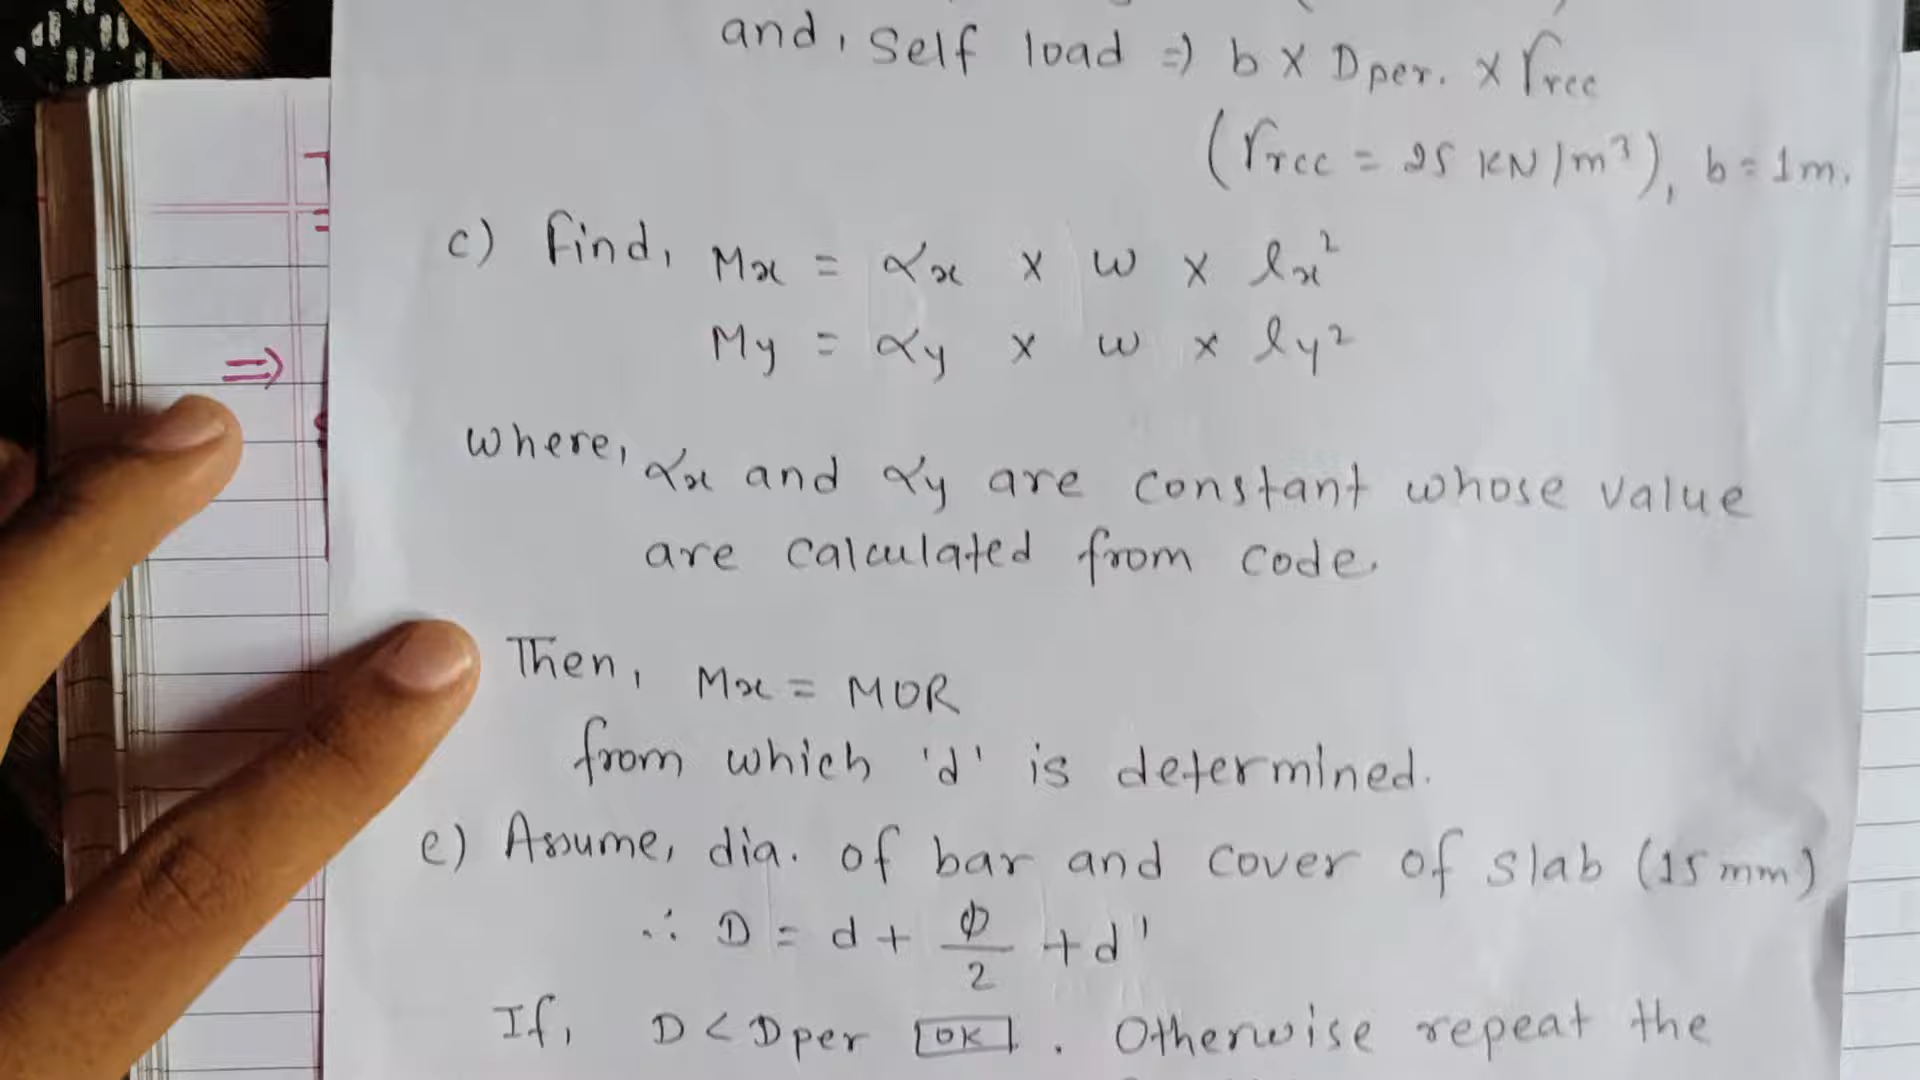 and, Self load => b x Dper. x γrcc
(γrcc = 25 KN/m³), b = 1m.
c) find, Mx = αx x w x lx²
My = αy x w x ly²
where, αx and αy are constant whose value
are calculated from code.
Then, Mx = MOR
from which 'd' is determined.
e) Assume, dia. of bar and cover of slab (15mm)
∴ D = d + Φ/2 + d'
If, D < Dper OK. Otherwise repeat the
⇒